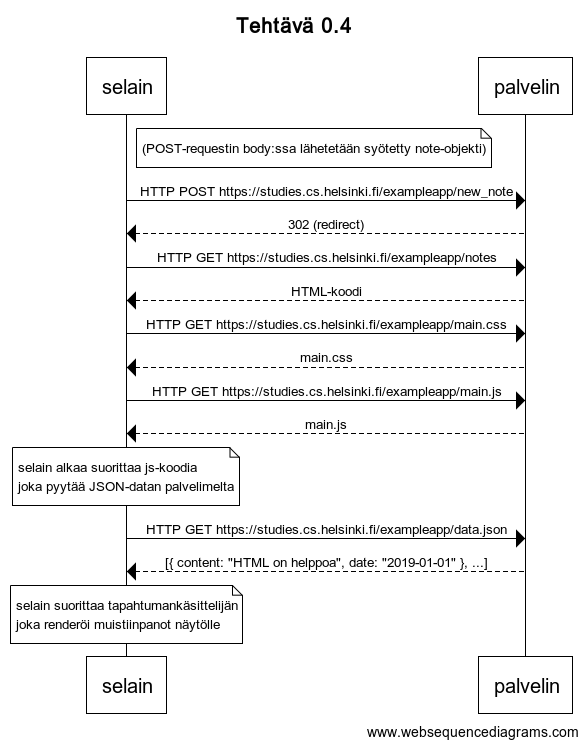 Tehtävä 0.4
selain
palvelin
(POST-requestin body:ssa lähetetään syötetty note-objekti)
HTTP POST https://studies.cs.helsinki.fi/exampleapp/new_note
302 (redirect)
HTTP GET https://studies.cs.helsinki.fi/exampleapp/notes
HTML-koodi
HTTP GET https://studies.cs.helsinki.fi/exampleapp/main.css
main.css
HTTP GET https://studies.cs.helsinki.fi/exampleapp/main.js
main.js
selain alkaa suorittaa js-koodia
joka pyytää JSON-datan palvelimelta
HTTP GET https://studies.cs.helsinki.fi/exampleapp/data.json
[{ content: "HTML on helppoa", date: "2019-01-01" }, ...]
selain suorittaa tapahtumankäsittelijän
joka renderöi muistiinpanot näytölle
selain
palvelin
www.websequencediagrams.com